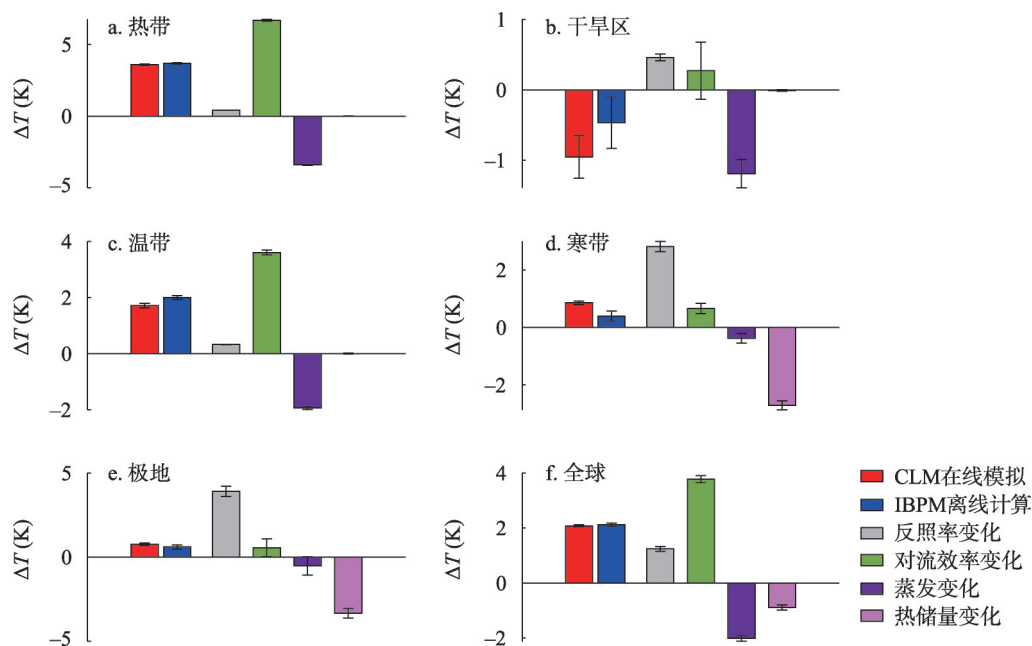 a. 热带
5
0
–5
ΔT (K)
b. 干旱区
1
0
–1
ΔT (K)
c. 温带
4
2
0
–2
ΔT (K)
d. 寒带
2
0
–2
ΔT (K)
e. 极地
5
0
–5
ΔT (K)
f. 全球
4
2
0
–2
ΔT (K)
CLM在线模拟
IBPM离线计算
反照率变化
对流效率变化
蒸发变化
热储量变化